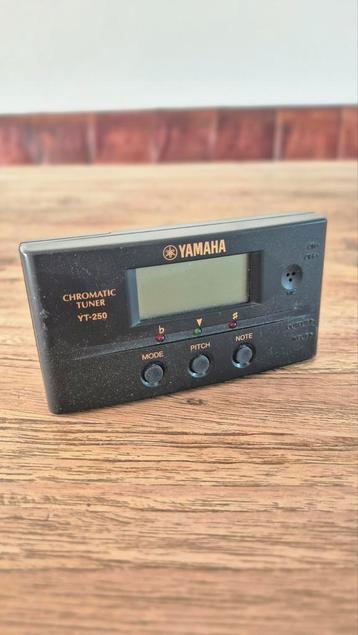 YAMAHA
CHROMATIC
TUNER
YT-250
♭ ▼ ♯
MODE PITCH NOTE